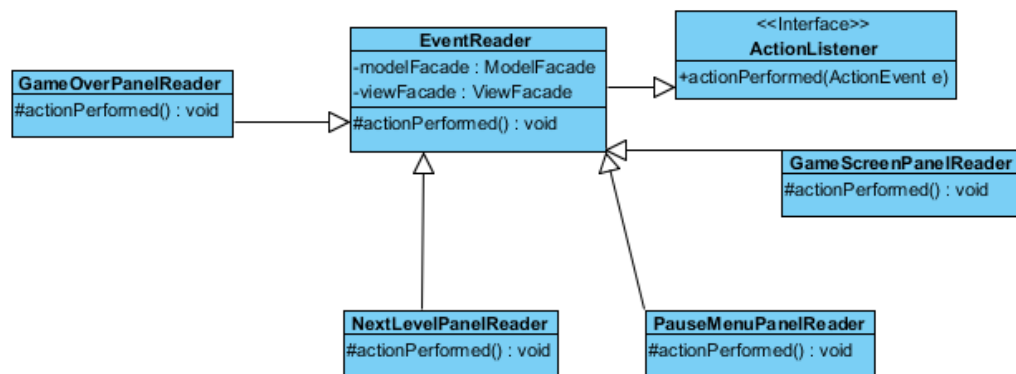 <<Interface>>
ActionListener
+actionPerformed(ActionEvent e)
EventReader
-modelFacade : ModelFacade
-viewFacade : ViewFacade
#actionPerformed() : void
GameOverPanelReader
#actionPerformed() : void
GameScreenPanelReader
#actionPerformed() : void
NextLevelPanelReader
#actionPerformed() : void
PauseMenuPanelReader
#actionPerformed() : void